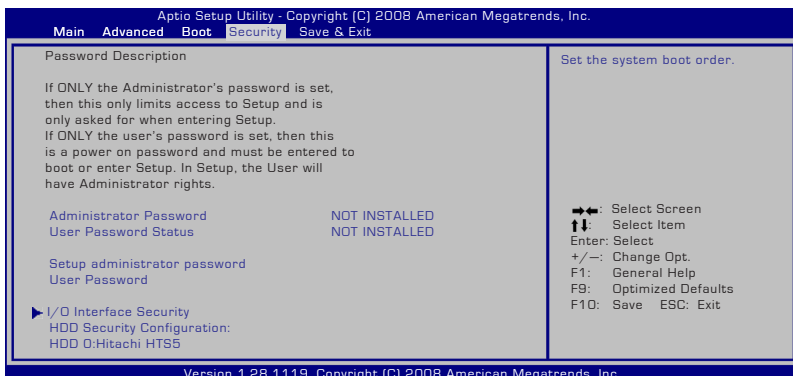 Aptio Setup Utility - Copyright (C) 2008 American Megatrends, Inc.
Main Advanced Boot Security Save & Exit
Password Description
If ONLY the Administrator's password is set,
then this only limits access to Setup and is
only asked for when entering Setup.
If ONLY the user's password is set, then this
is a power on password and must be entered to
boot or enter Setup. In Setup, the User will
have Administrator rights.
Administrator Password NOT INSTALLED
User Password Status NOT INSTALLED
Setup administrator password
User Password
I/O Interface Security
HDD Security Configuration:
HDD 0:Hitachi HTS5
Set the system boot order.
→←: Select Screen
↑↓: Select Item
Enter: Select
+/—: Change Opt.
F1: General Help
F9: Optimized Defaults
F10: Save ESC: Exit
Version 1.28.1119. Copyright (C) 2008 American Megatrends, Inc.